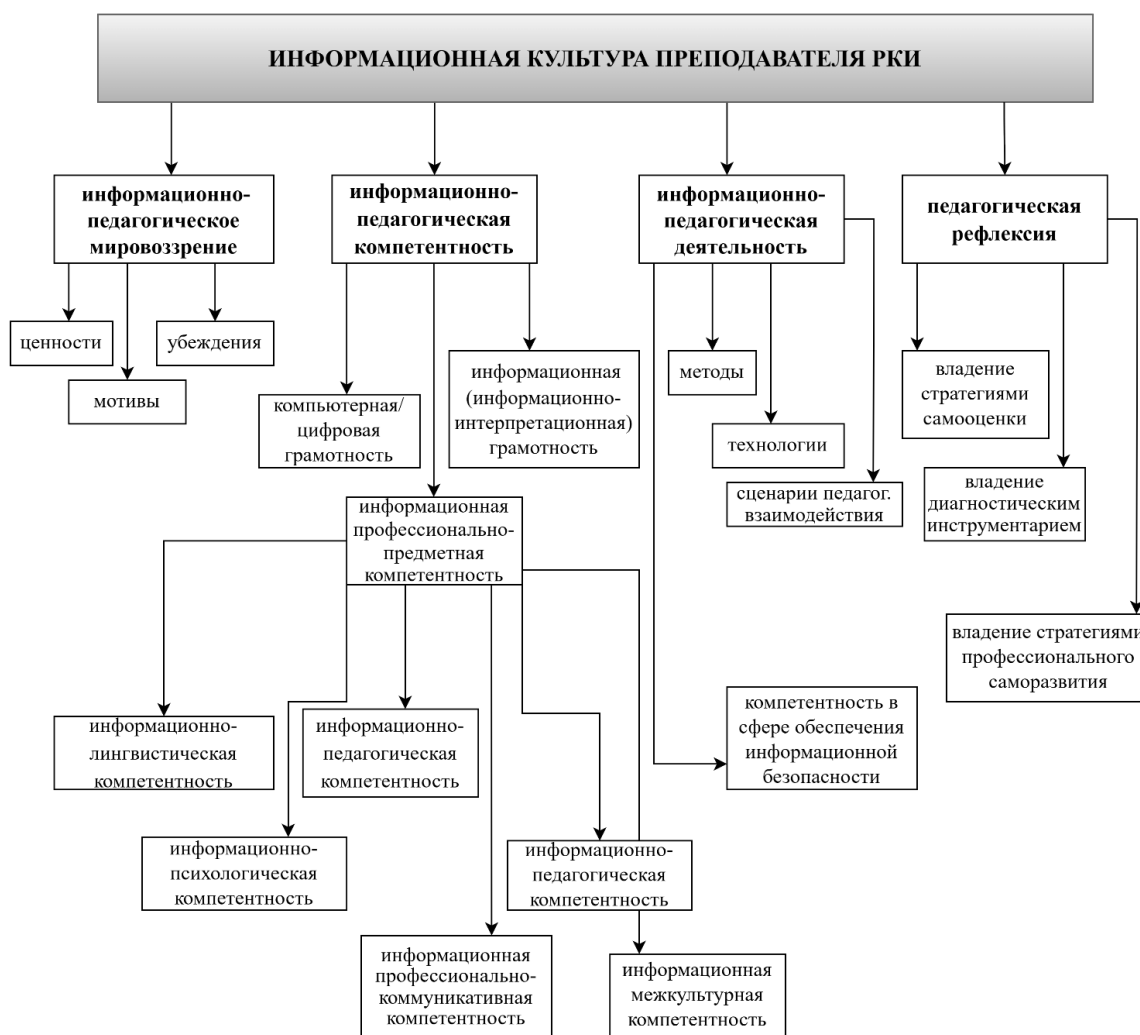 ИНФОРМАЦИОННАЯ КУЛЬТУРА ПРЕПОДАВАТЕЛЯ РКИ
информационно-
педагогическое
мировоззрение
информационно-
педагогическая
компетентность
информационно-
педагогическая
деятельность
педагогическая
рефлексия
ценности
мотивы
убеждения
компьютерная/
цифровая
грамотность
информационная
(информационно-
интерпретационная)
грамотность
методы
технологии
сценарии педагог.
взаимодействия
владение
стратегиями
самооценки
владение
диагностическим
инструментарием
информационная
профессионально-
предметная
компетентность
владение стратегиями
профессионального
саморазвития
информационно-
лингвистическая
компетентность
информационно-
педагогическая
компетентность
компетентность в
сфере обеспечения
информационной
безопасности
информационно-
психологическая
компетентность
информационно-
педагогическая
компетентность
информационная
профессионально-
коммуникативная
компетентность
информационная
межкультурная
компетентность